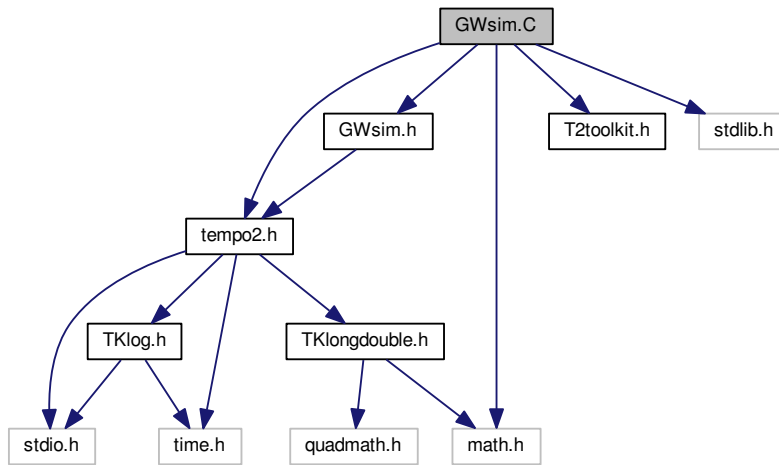 GWsim.C
GWsim.h
T2toolkit.h
stdlib.h
tempo2.h
TKlog.h
TKlongdouble.h
stdio.h
time.h
quadmath.h
math.h